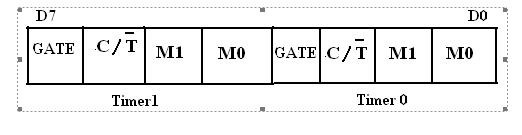 D7 D0
GATE .C/T̅ M1 M0 GATE .C/T̅ M1 M0
Timer1 Timer 0